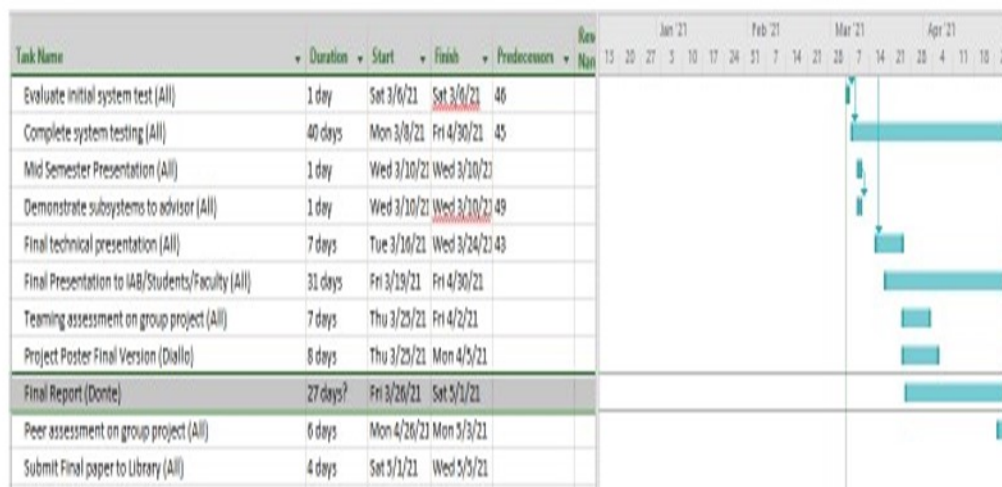 Jan '21 Feb '21 Mar '21 Apr '21
Task Name Duration Start Finish Predecessors Nan 13 20 27 5 10 17 24 31 7 14 21 28 7 14 21 28 4 11 18
Evaluate initial system test (All) 1 day Sat 3/6/21 Sat 3/6/21 46
Complete system testing (All) 40 days Mon 3/8/21 Fri 4/30/21 45
Mid Semester Presentation (All) 1 day Wed 3/10/21 Wed 3/10/21
Demonstrate subsystems to advisor (All) 1 day Wed 3/10/21 Wed 3/10/21 49
Final technical presentation (All) 7 days Tue 3/16/21 Wed 3/24/21 43
Final Presentation to IAB/Students/Faculty (All) 31 days Fri 3/19/21 Fri 4/30/21
Teaming assessment on group project (All) 7 days Thu 3/25/21 Fri 4/2/21
Project Poster Final Version (Diallo) 8 days Thu 3/25/21 Mon 4/5/21
Final Report (Donte) 27 days? Fri 3/26/21 Sat 5/1/21
Peer assessment on group project (All) 6 days Mon 4/26/21 Mon 5/3/21
Submit Final paper to Library (All) 4 days Sat 5/1/21 Wed 5/5/21